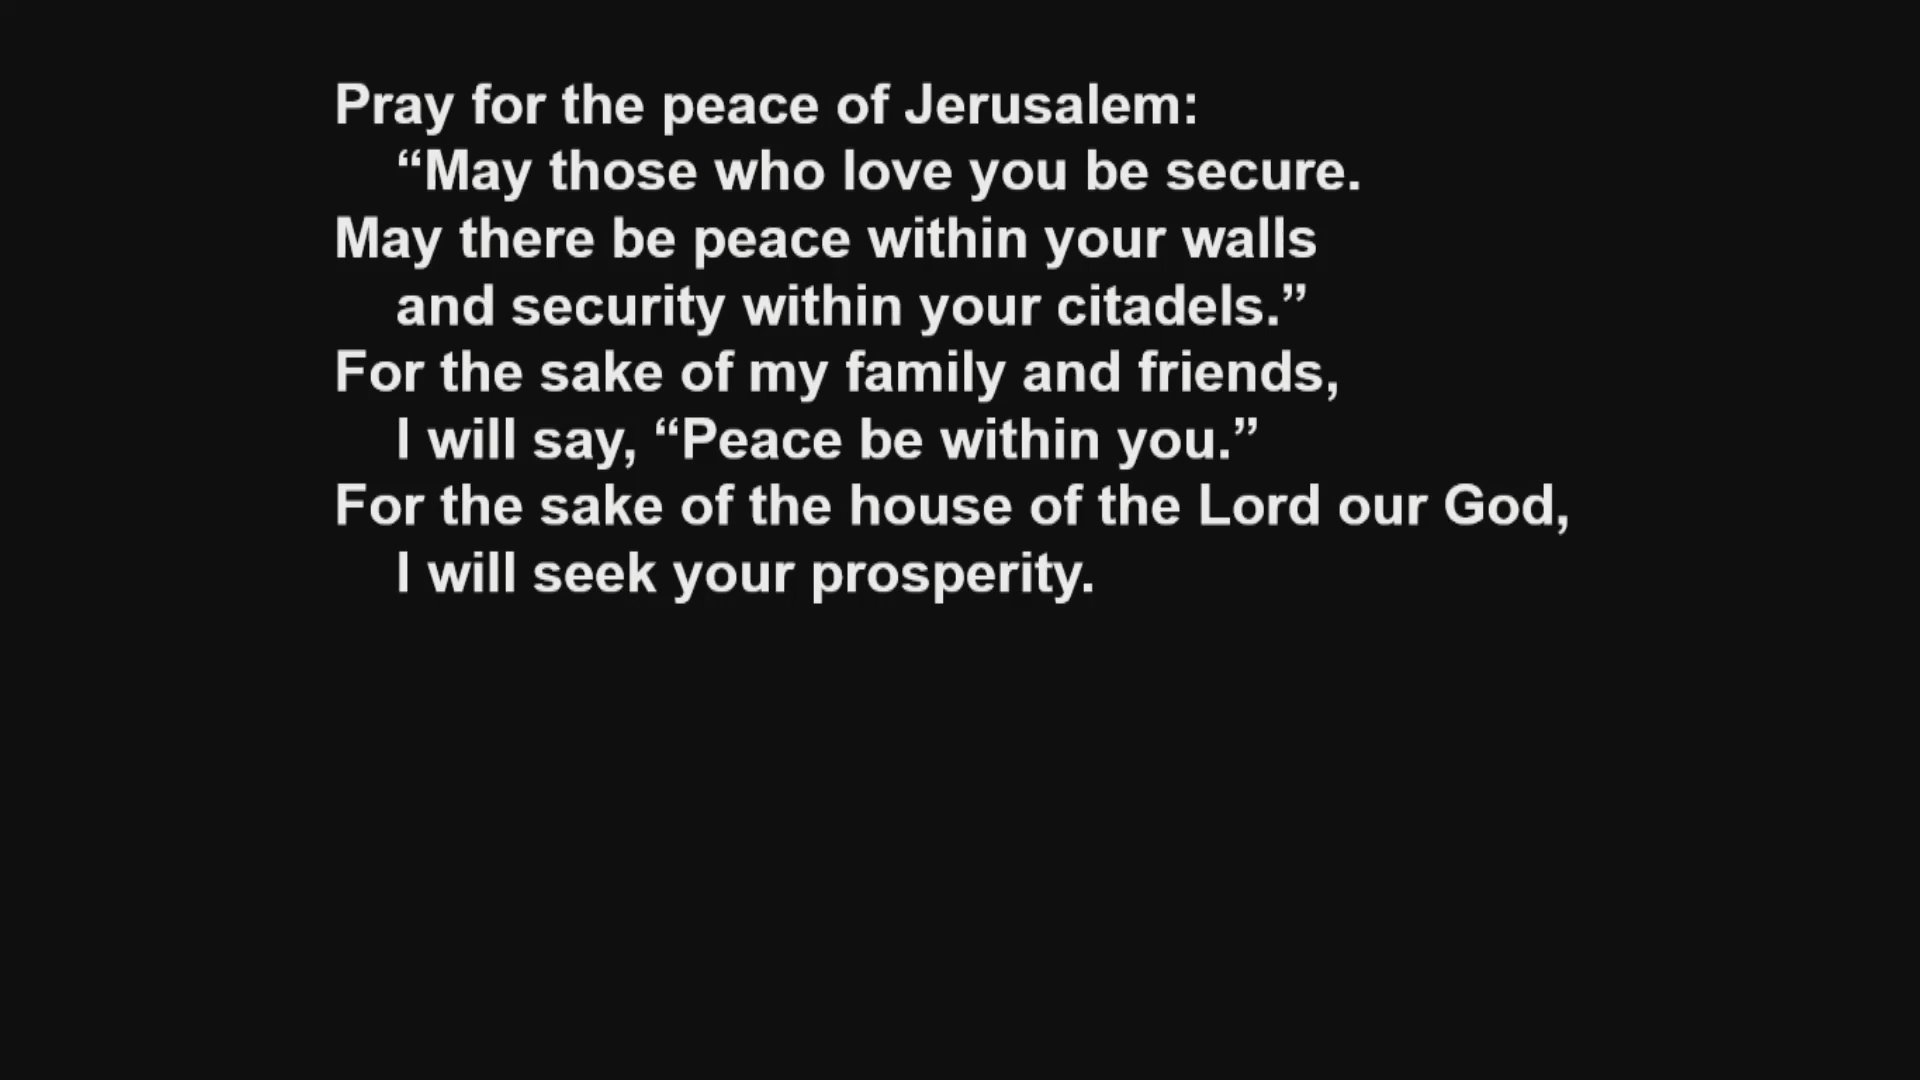 Pray for the peace of Jerusalem:
“May those who love you be secure.
May there be peace within your walls
and security within your citadels.”
For the sake of my family and friends,
I will say, “Peace be within you.”
For the sake of the house of the Lord our God,
I will seek your prosperity.